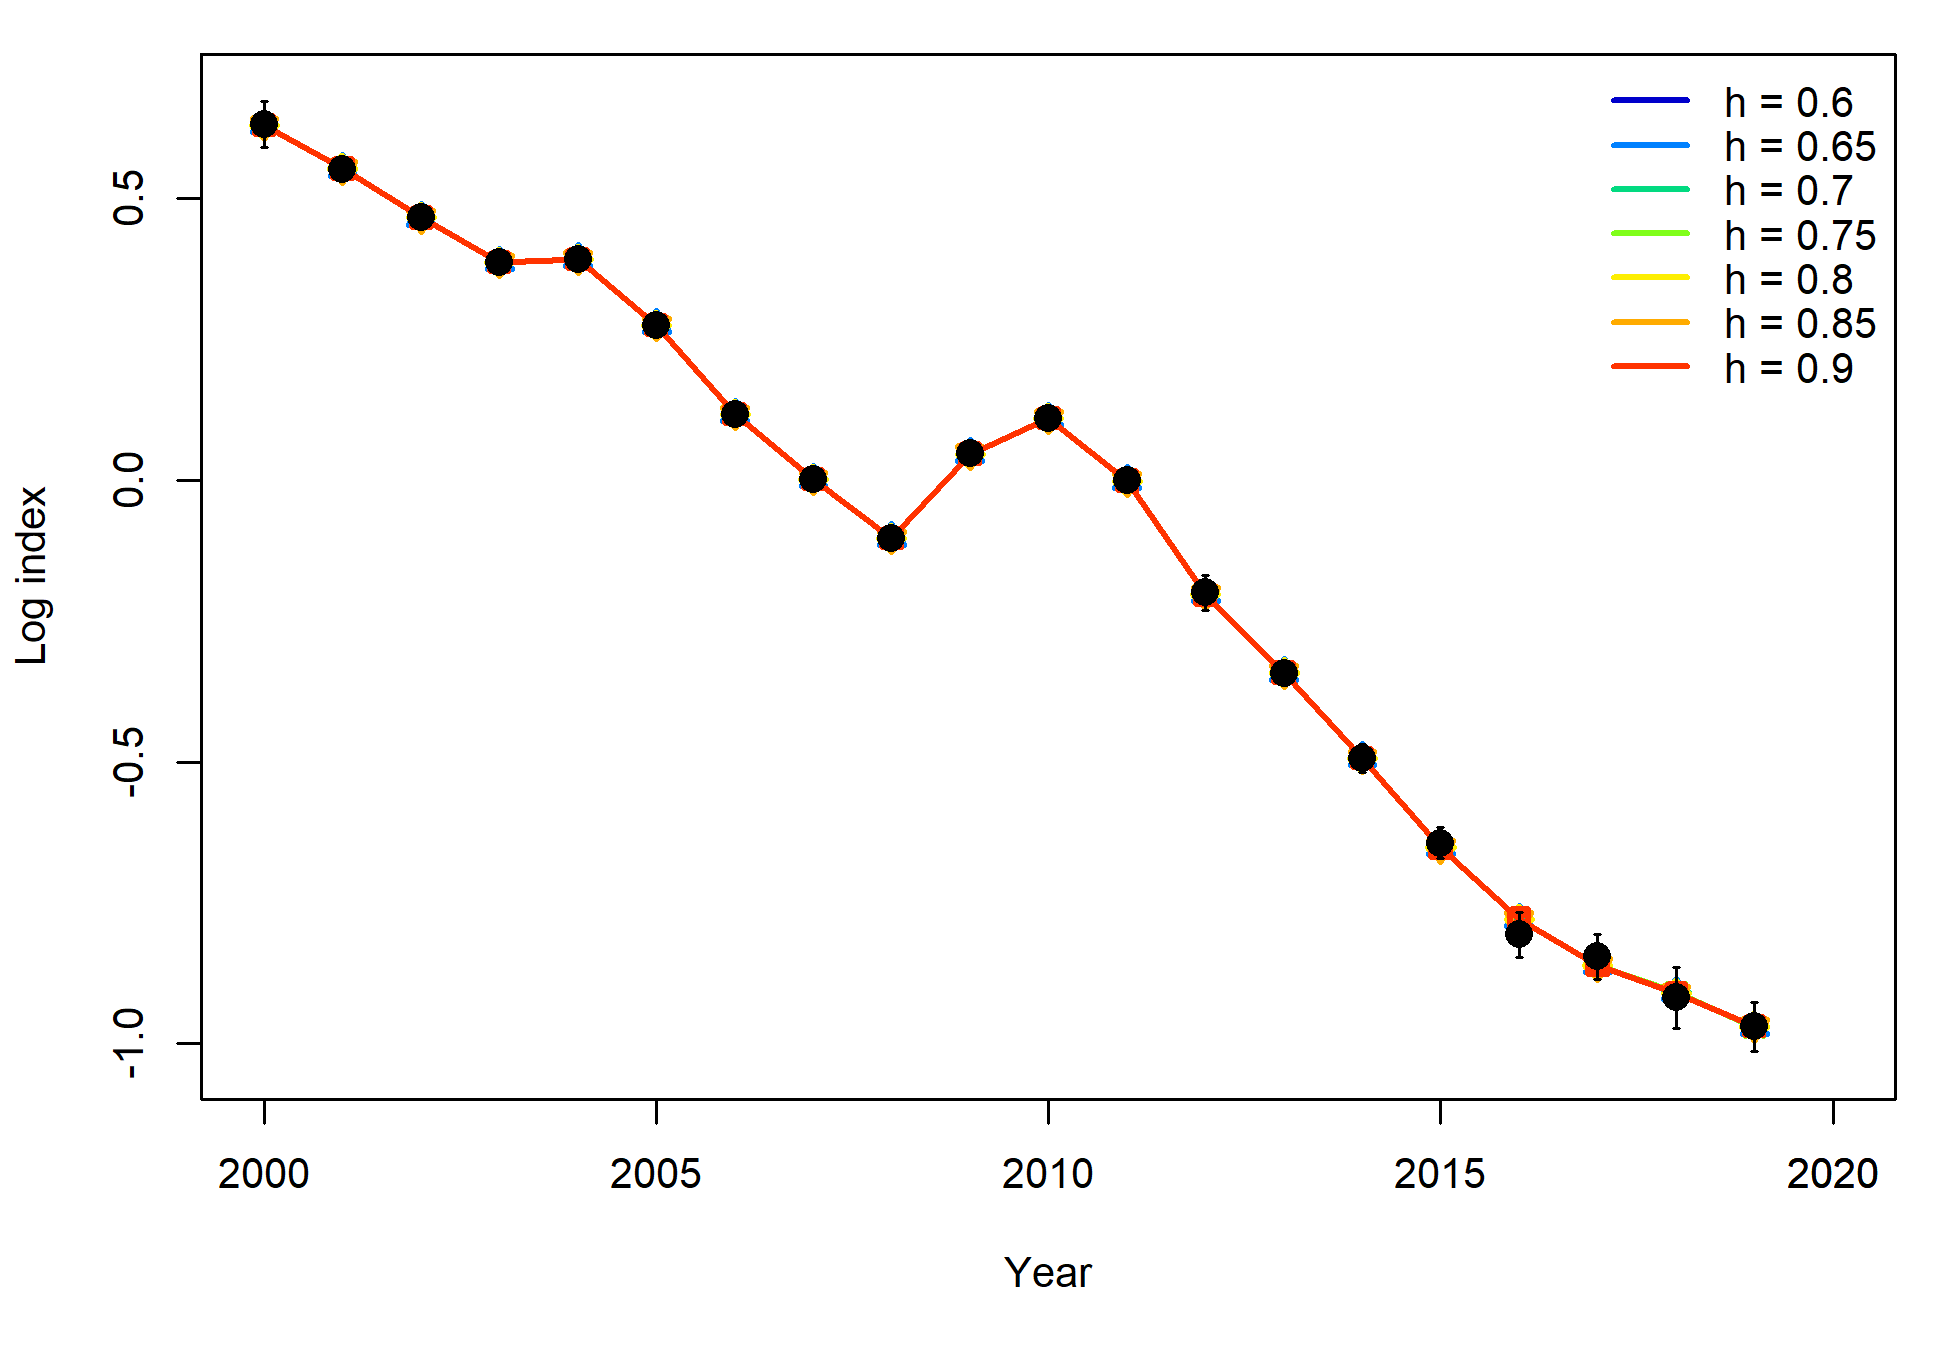 h = 0.6
h = 0.65
h = 0.7
h = 0.75
h = 0.8
h = 0.85
h = 0.9
0.5
0.0
-0.5
-1.0
Log index
2000 2005 2010 2015 2020
Year